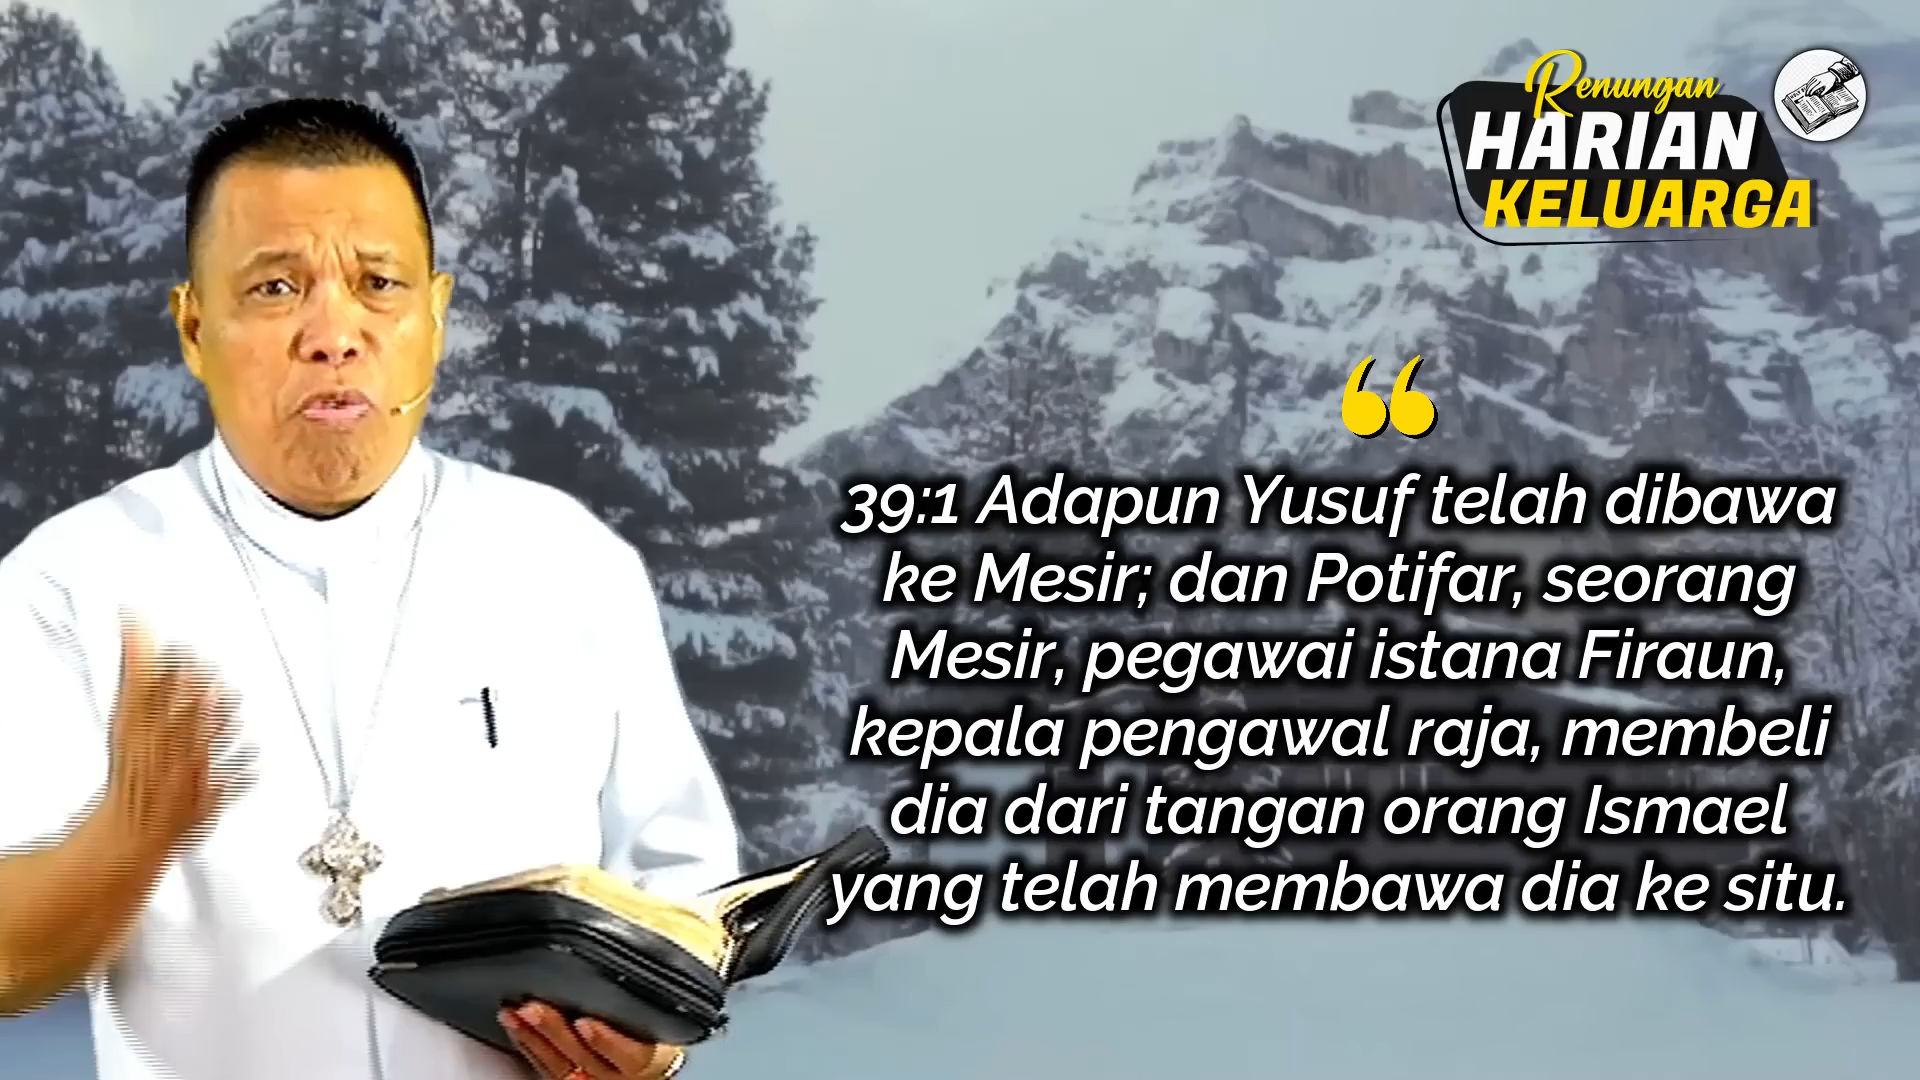 Renungan
HARIAN
KELUARGA
39:1 Adapun Yusuf telah dibawa
ke Mesir; dan Potifar, seorang
Mesir, pegawai istana Firaun,
kepala pengawal raja, membeli
dia dari tangan orang Ismael
yang telah membawa dia ke situ.